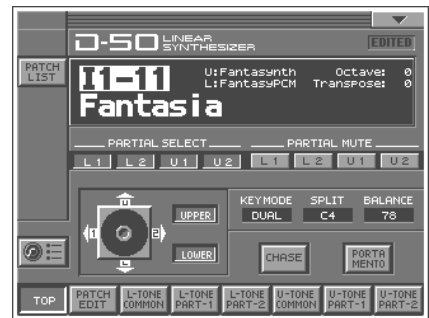 D-50 LINEAR SYNTHESIZER EDITED
PATCH LIST
I1-11 U:Fantasynth Octave: 0
L:FantasyPCM Transpose: 0
Fantasia
PARTIAL SELECT PARTIAL MUTE
L1 L2 U1 U2 L1 L2 U1 U2
KEYMODE SPLIT BALANCE
DUAL C4 78
U
1 2
L
UPPER
LOWER
CHASE PORTA MENTO
TOP PATCH EDIT L-TONE COMMON L-TONE PART-1 L-TONE PART-2 U-TONE COMMON U-TONE PART-1 U-TONE PART-2